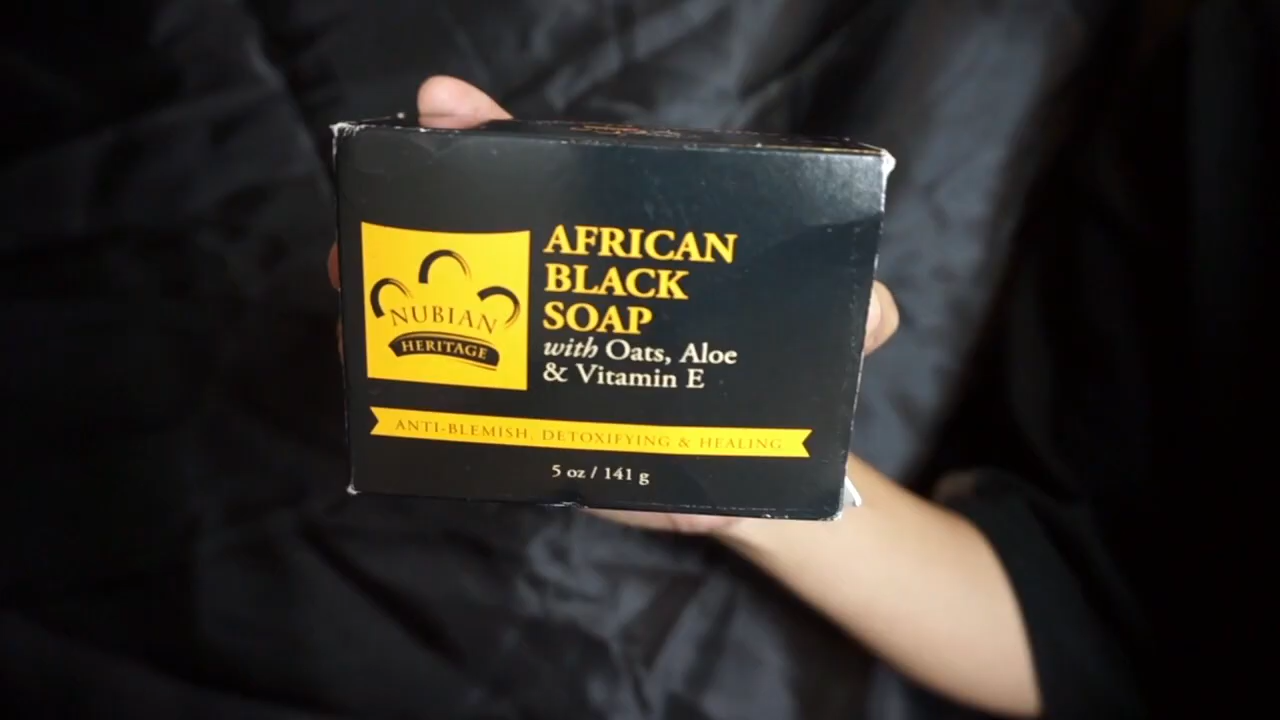 NUBIAN
HERITAGE
AFRICAN
BLACK
SOAP
with Oats, Aloe
& Vitamin E
ANTI-BLEMISH, DETOXIFYING & HEALING
5 oz / 141 g